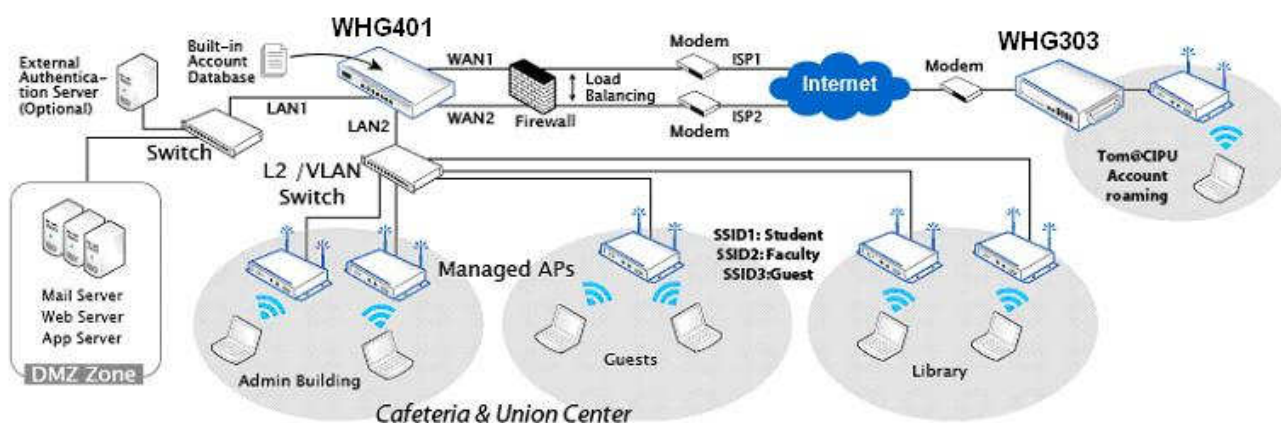 WHG401
WHG303
External
Authentica-
tion Server
(Optional)
Built-in
Account
Database
WAN1
WAN2
LAN1
LAN2
Firewall
Load
Balancing
Modem
ISP1
Modem
ISP2
Internet
Modem
Tom@CIPU
Account
roaming
Switch
L2 /VLAN
Switch
Mail Server
Web Server
App Server
DMZ Zone
Managed APs
SSID1: Student
SSID2: Faculty
SSID3:Guest
Admin Building
Guests
Library
Cafeteria & Union Center